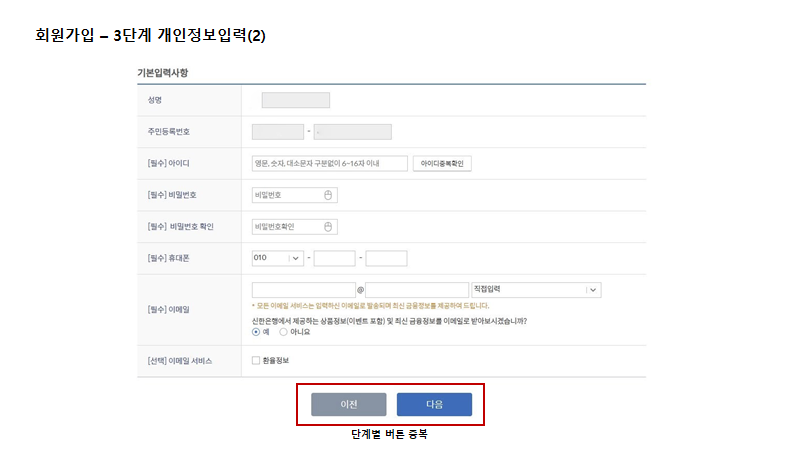 회원가입 – 3단계 개인정보입력(2)
기본입력사항
성명
주민등록번호 -
[필수] 아이디 영문, 숫자, 대소문자 구분없이 6~16자 이내 아이디중복확인
[필수] 비밀번호 비밀번호
[필수] 비밀번호 확인 비밀번호확인
[필수] 휴대폰 010 - -
@ 직접입력
* 모든 이메일 서비스는 입력하신 이메일로 발송되며 최신 금융정보를 제공하여 드립니다.
[필수] 이메일
신한은행에서 제공하는 상품정보(이벤트 포함) 및 최신 금융정보를 이메일로 받아보시겠습니까?
예 아니요
[선택] 이메일 서비스 환율정보
이전 다음
단계별 버튼 중복